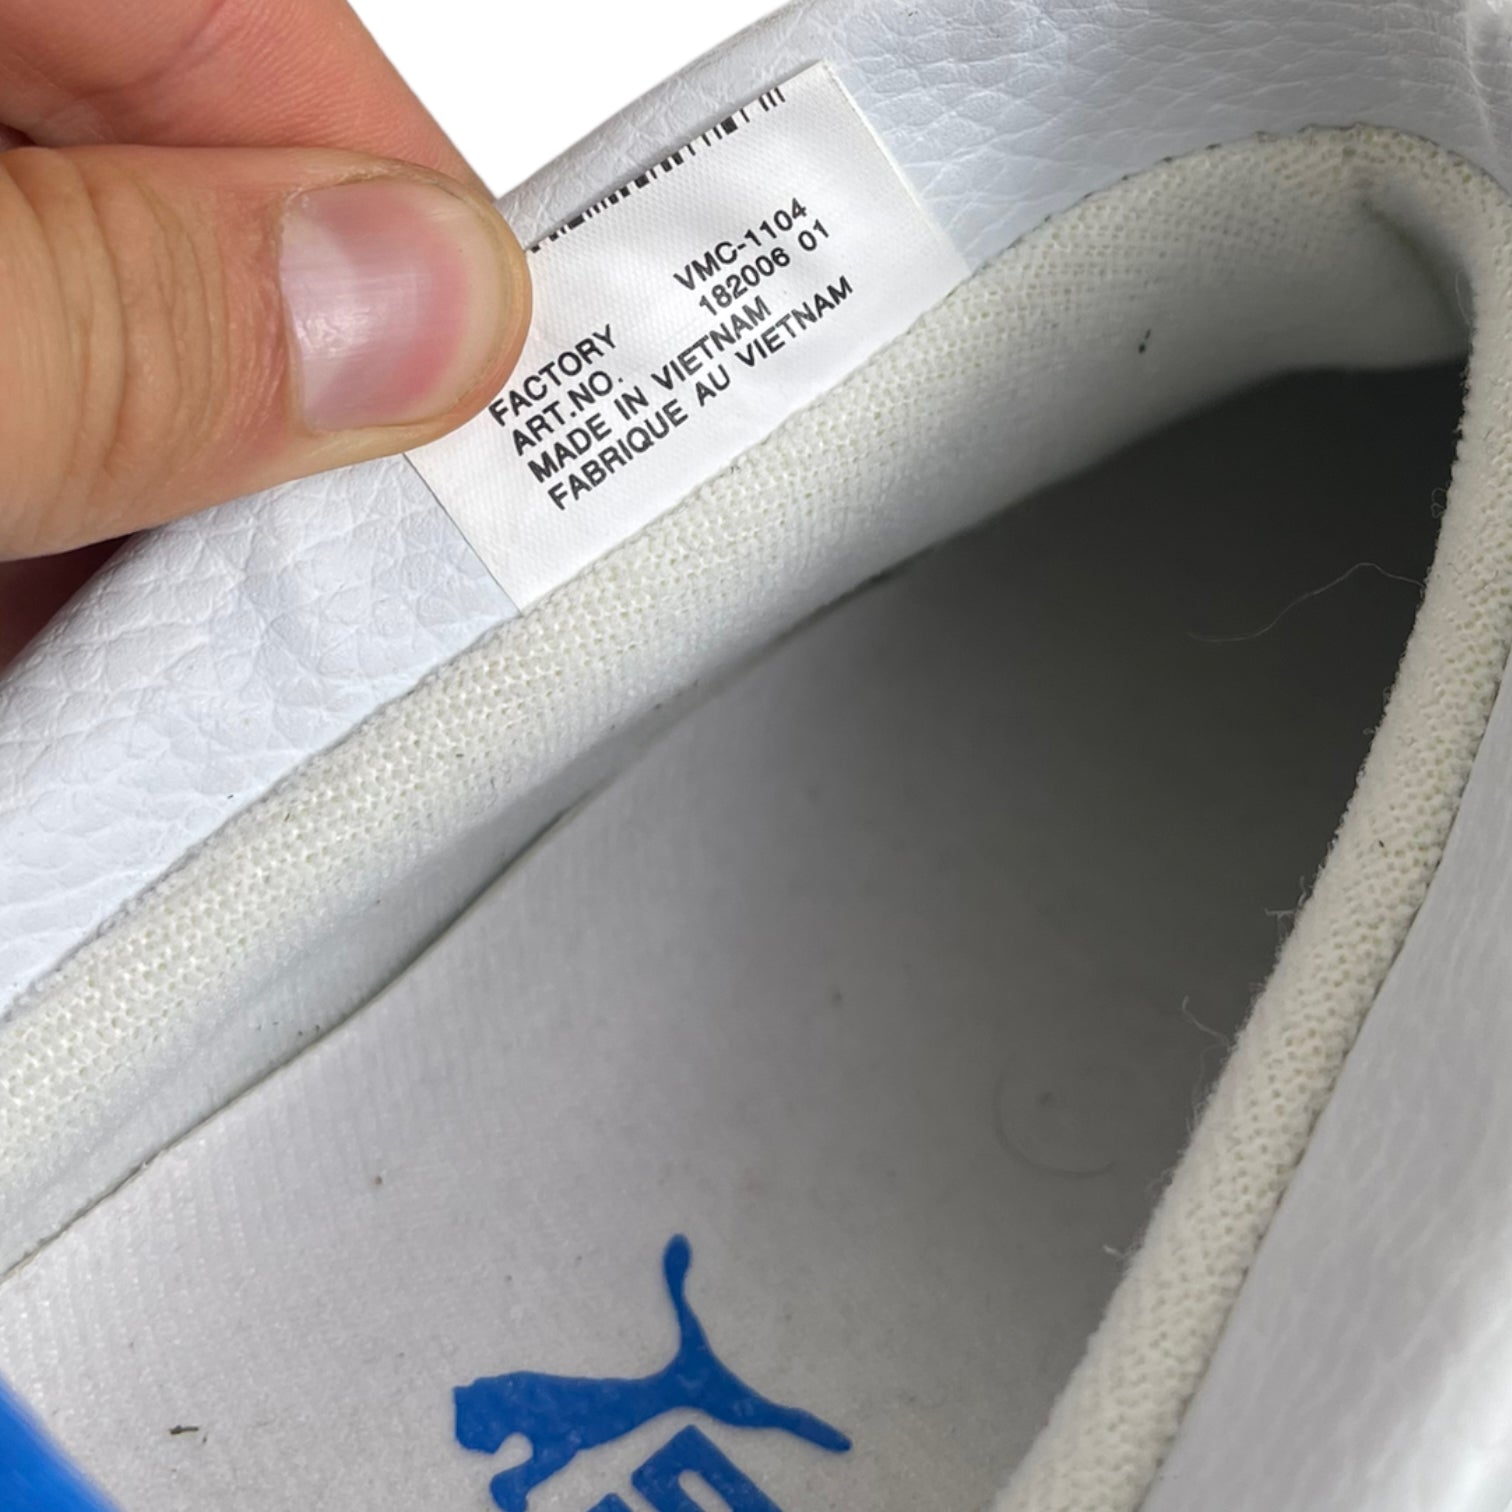 FACTORY VMC-1104
ART.NO. 182006 01
MADE IN VIETNAM
FABRIQUE AU VIETNAM